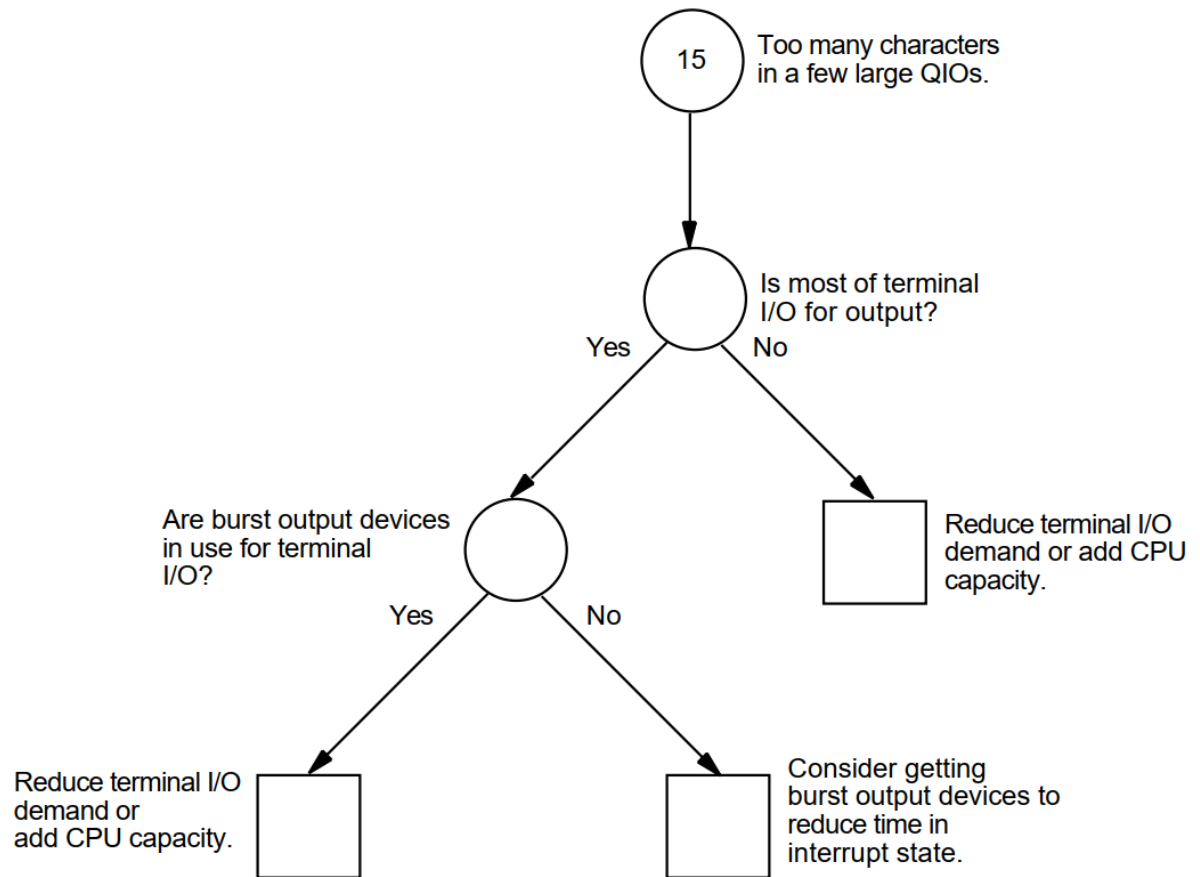 15
Too many characters
in a few large QIOs.
Is most of terminal
I/O for output?
Yes
No
Are burst output devices
in use for terminal
I/O?
Reduce terminal I/O
demand or add CPU
capacity.
Yes
No
Reduce terminal I/O
demand or
add CPU capacity.
Consider getting
burst output devices to
reduce time in
interrupt state.